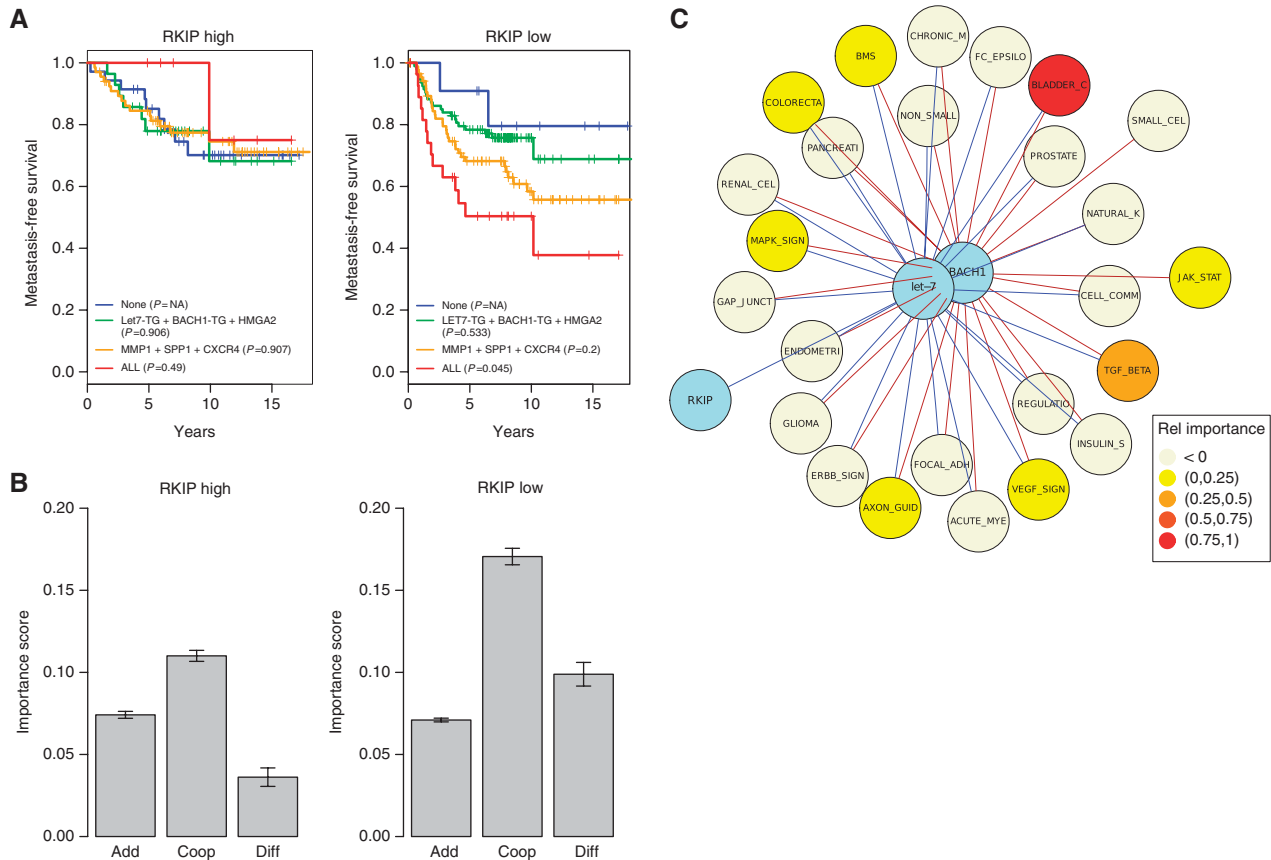 A
RKIP high
Metastasis-free survival
1.0
0.8
0.6
0.4
0.2
0.0
None (P=NA)
Let7-TG + BACH1-TG + HMGA2
(P=0.906)
MMP1 + SPP1 + CXCR4 (P=0.907)
ALL (P=0.49)
0 5 10 15
Years
RKIP low
Metastasis-free survival
1.0
0.8
0.6
0.4
0.2
0.0
None (P=NA)
LET7-TG + BACH1-TG + HMGA2
(P=0.533)
MMP1 + SPP1 + CXCR4 (P=0.2)
ALL (P=0.045)
0 5 10 15
Years
B
RKIP high
Importance score
0.20
0.15
0.10
0.05
0.00
Add Coop Diff
RKIP low
Importance score
0.20
0.15
0.10
0.05
0.00
Add Coop Diff
C
CHRONIC_M
BMS
FC_EPSILO
BLADDER_C
COLORECTA
NON_SMALL
SMALL_CEL
PANCREATI
PROSTATE
RENAL_CEL
NATURAL_K
MAPK_SIGN
BACH1
JAK_STAT
let-7
CELL_COMM
GAP_JUNCT
ENDOMETRI
TGF_BETA
RKIP
REGULATIO
GLIOMA
INSULIN_S
FOCAL_ADH
ERBB_SIGN
VEGF_SIGN
AXON_GUID
ACUTE_MYE
Rel importance
< 0
(0,0.25)
(0.25,0.5)
(0.5,0.75)
(0.75,1)